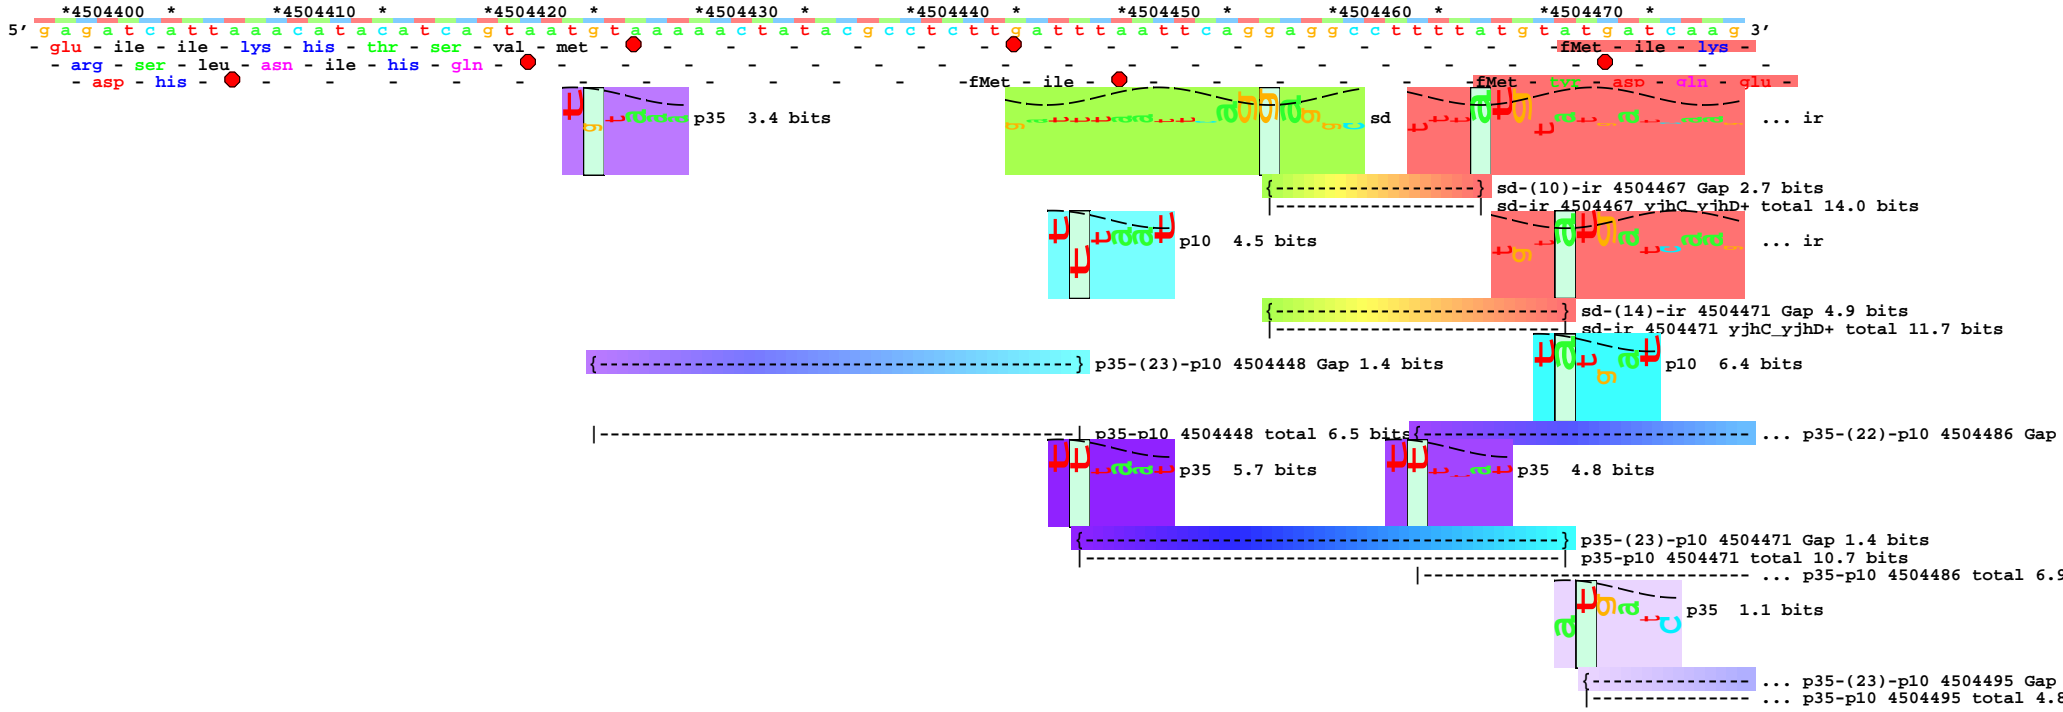 *4504400 * *4504410 * *4504420 * *4504430 * *4504440 * *4504450 * *4504460 * *4504470 *
5' g a g a t c a t t a a a c a t a c a t c a g t a a t g t a a a a a c t a t a c g c c t c t t g a t t t a a t t c a g g a g g c c t t t t a t g t a t g a t c a a g 3'
- glu - ile - ile - lys - his - thr - ser - val - met - - - - - - - - - - - - - - - - - - fMet - ile - lys -
- arg - ser - leu - asn - ile - his - gln - - - - - - - - - - - - - - - - - - -
- asp - his - - - - - - - - - - - - -fMet - ile - - - - - - fMet - tyr - asp - gln - glu -
p35 3.4 bits
sd
... ir
{----------} sd-(10)-ir 4504467 Gap 2.7 bits
|----------| sd-ir 4504467 yjhC_yjhD+ total 14.0 bits
p10 4.5 bits
... ir
{--------------} sd-(14)-ir 4504471 Gap 4.9 bits
|--------------| sd-ir 4504471 yjhC_yjhD+ total 11.7 bits
{-----------------------} p35-(23)-p10 4504448 Gap 1.4 bits
p10 6.4 bits
|-----------------------| p35-p10 4504448 total 6.5 bits
{---------------- ... p35-(22)-p10 4504486 Gap
p35 5.7 bits
p35 4.8 bits
{-----------------------} p35-(23)-p10 4504471 Gap 1.4 bits
|-----------------------| p35-p10 4504471 total 10.7 bits
|---------------- ... p35-p10 4504486 total 6.9
p35 1.1 bits
{-------- ... p35-(23)-p10 4504495 Gap
|-------- ... p35-p10 4504495 total 4.8